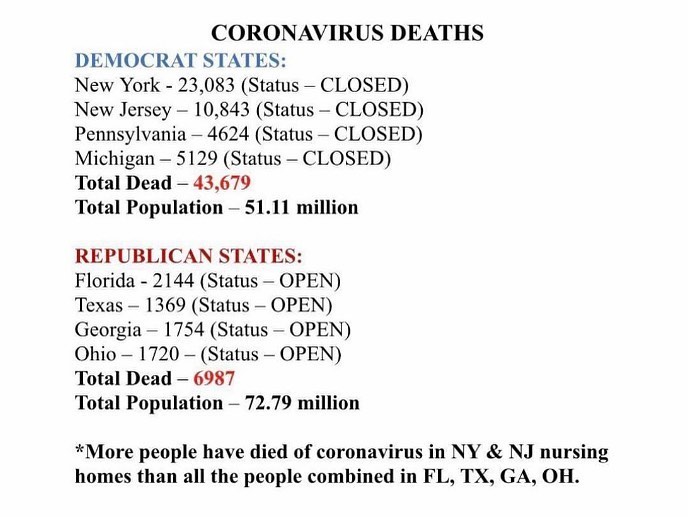 CORONAVIRUS DEATHS
DEMOCRAT STATES:
New York - 23,083 (Status – CLOSED)
New Jersey – 10,843 (Status – CLOSED)
Pennsylvania – 4624 (Status – CLOSED)
Michigan – 5129 (Status – CLOSED)
Total Dead – 43,679
Total Population – 51.11 million
REPUBLICAN STATES:
Florida - 2144 (Status – OPEN)
Texas – 1369 (Status – OPEN)
Georgia – 1754 (Status – OPEN)
Ohio – 1720 – (Status – OPEN)
Total Dead – 6987
Total Population – 72.79 million
*More people have died of coronavirus in NY & NJ nursing
homes than all the people combined in FL, TX, GA, OH.